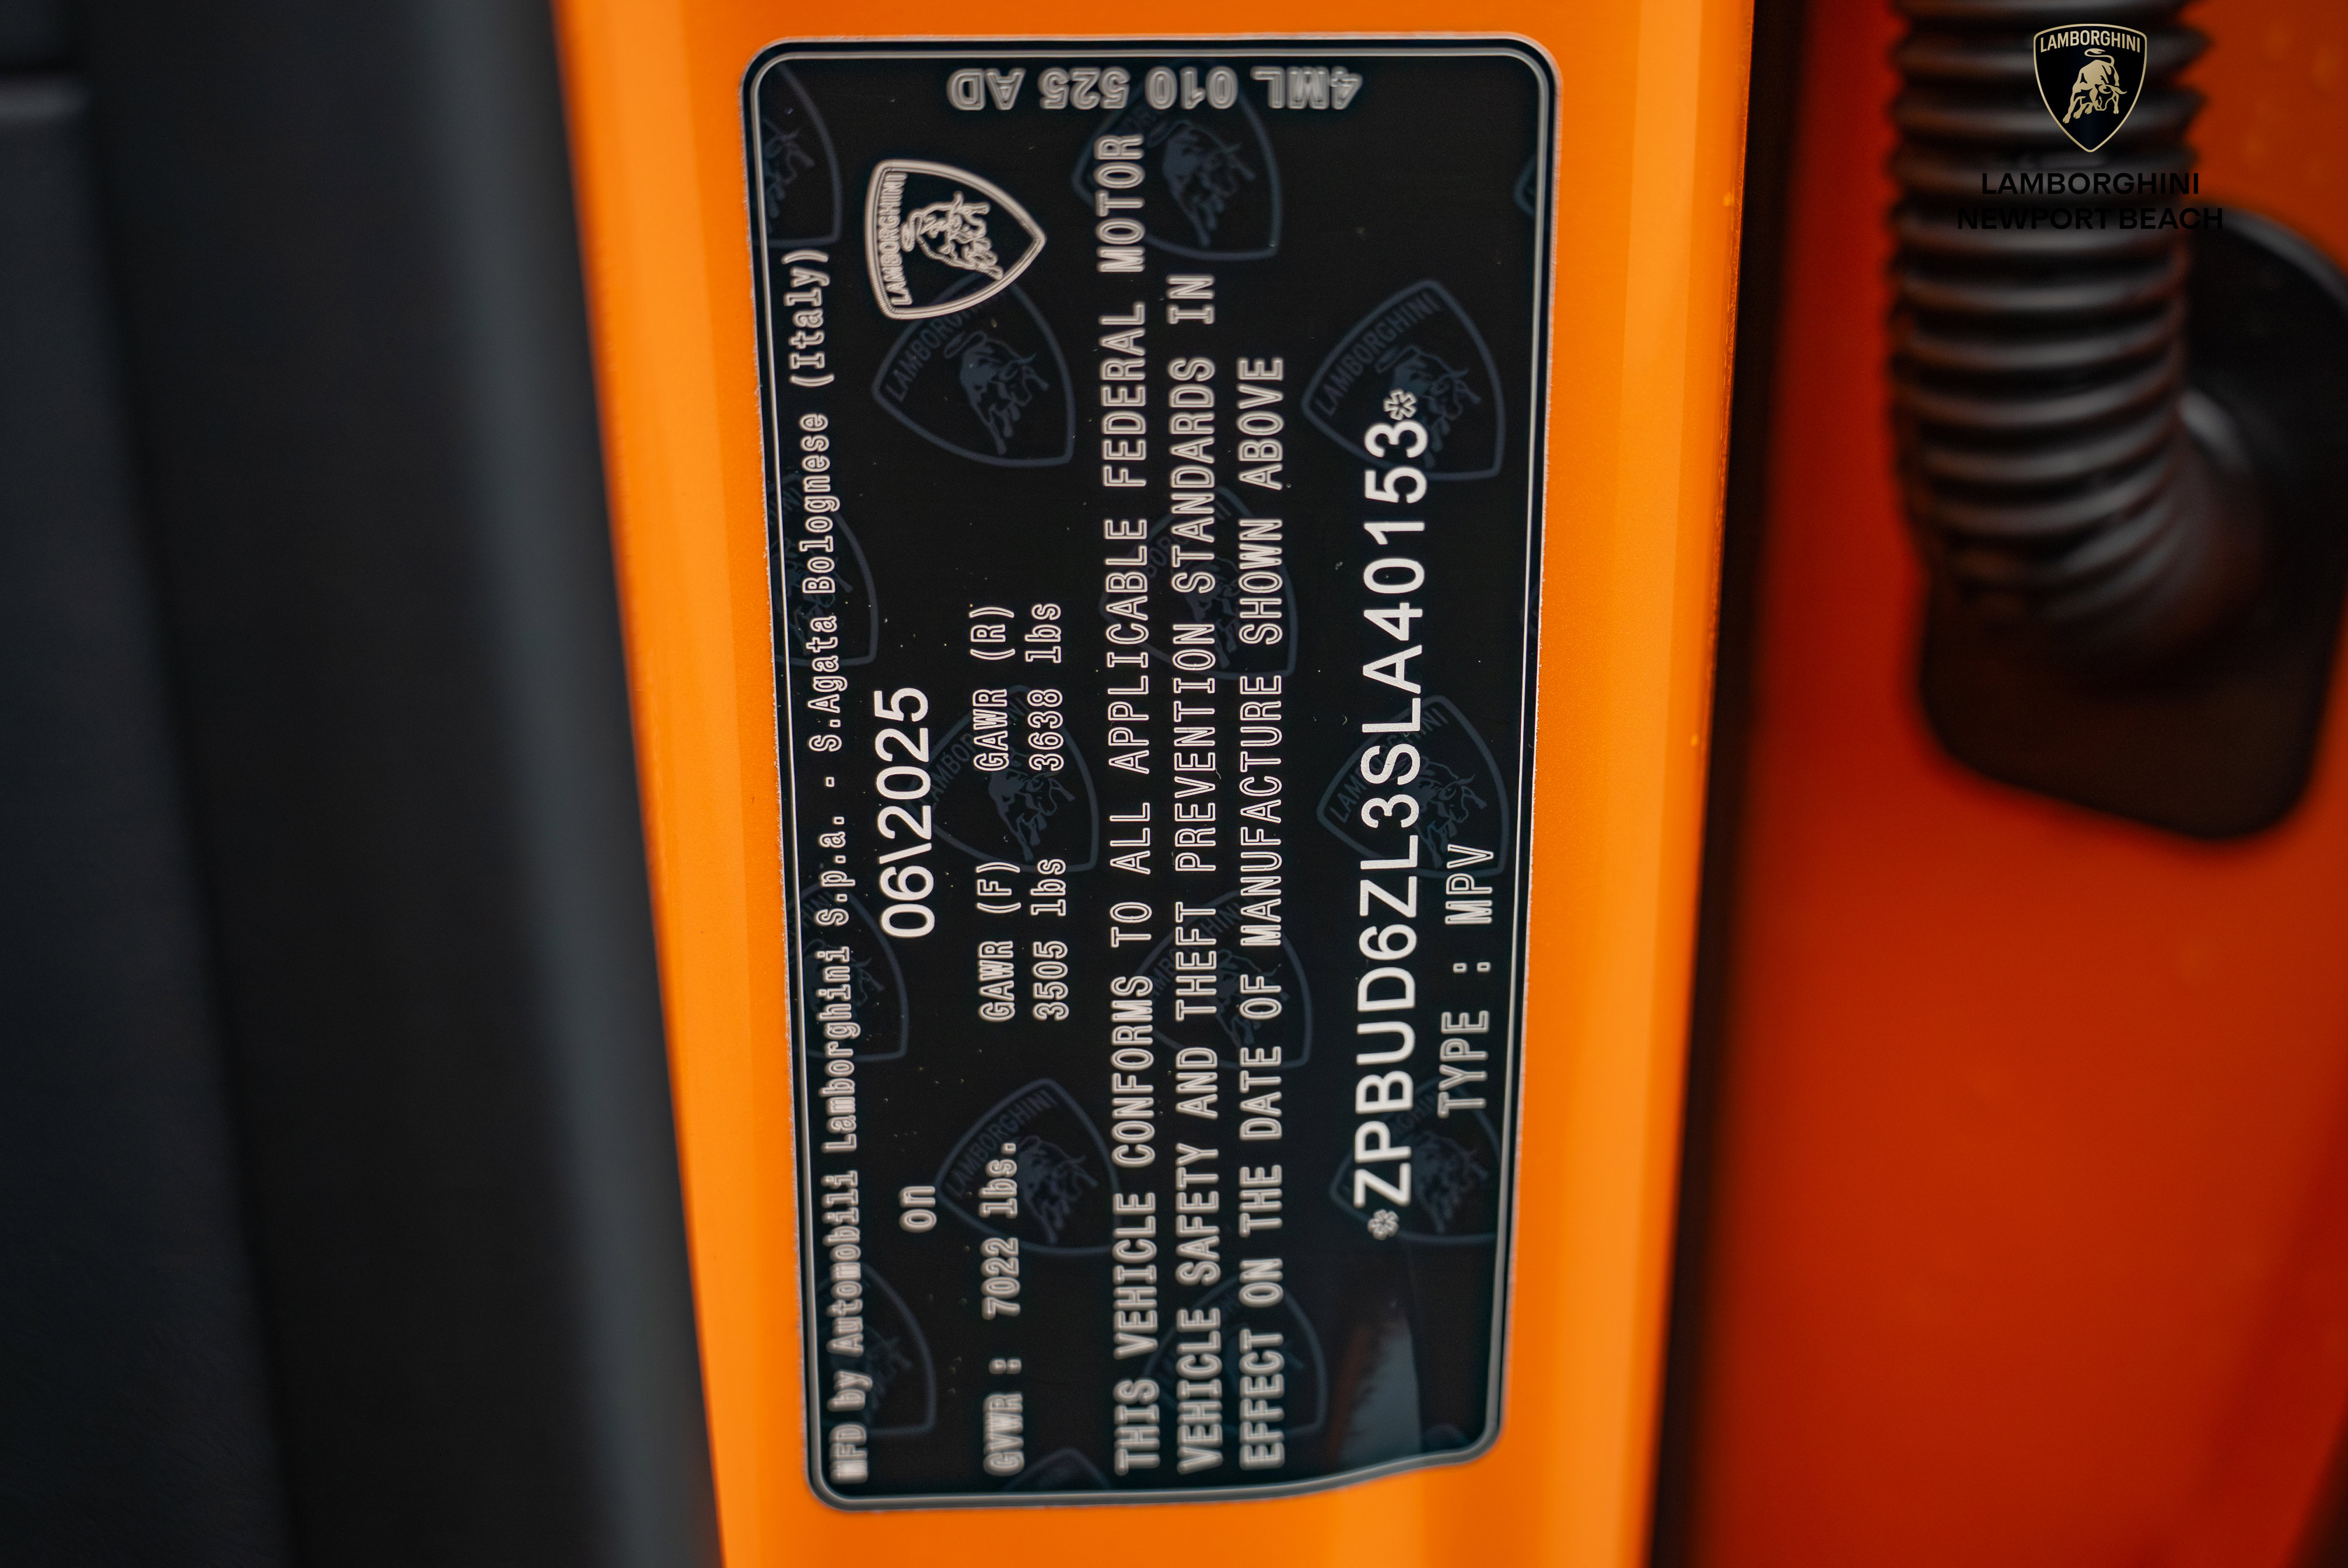 MFD by Automobili Lamborghini S.p.a. - S.Agata Bolognese (Italy)
on 06\2025
LAMBORGHINI
GVWR : 7022 lbs.
GAWR (F) GAWR (R)
3505 lbs 3638 lbs
THIS VEHICLE CONFORMS TO ALL APPLICABLE FEDERAL MOTOR
VEHICLE SAFETY AND THEFT PREVENTION STANDARDS IN
EFFECT ON THE DATE OF MANUFACTURE SHOWN ABOVE
*ZPBUD6ZL3SLA40153*
TYPE : MPV
4ML 010 525 AD
LAMBORGHINI
LAMBORGHINI
NEWPORT BEACH